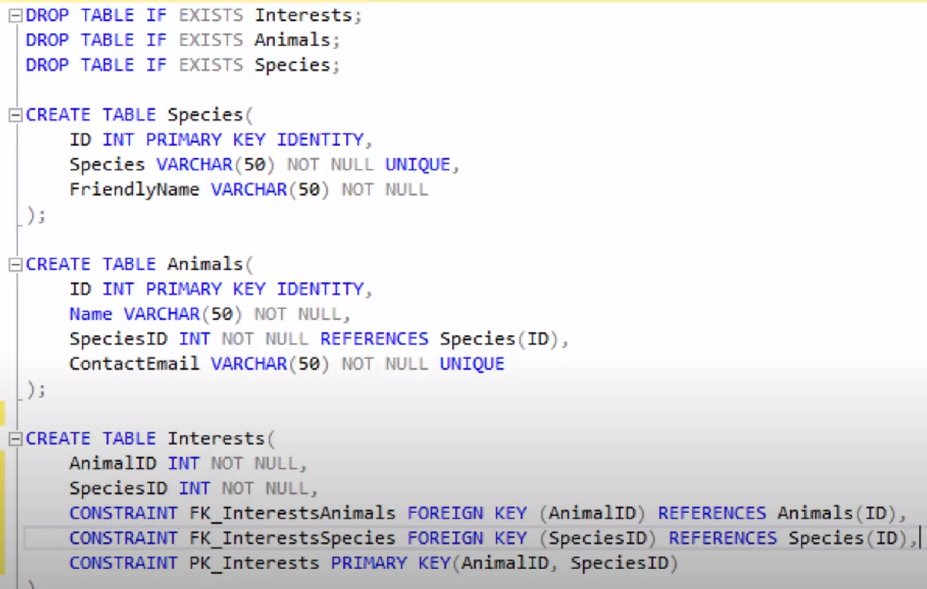 DROP TABLE IF EXISTS Interests;
DROP TABLE IF EXISTS Animals;
DROP TABLE IF EXISTS Species;
CREATE TABLE Species(
ID INT PRIMARY KEY IDENTITY,
Species VARCHAR(50) NOT NULL UNIQUE,
FriendlyName VARCHAR(50) NOT NULL
);
CREATE TABLE Animals(
ID INT PRIMARY KEY IDENTITY,
Name VARCHAR(50) NOT NULL,
SpeciesID INT NOT NULL REFERENCES Species(ID),
ContactEmail VARCHAR(50) NOT NULL UNIQUE
);
CREATE TABLE Interests(
AnimalID INT NOT NULL,
SpeciesID INT NOT NULL,
CONSTRAINT FK_InterestsAnimals FOREIGN KEY (AnimalID) REFERENCES Animals(ID),
CONSTRAINT FK_InterestsSpecies FOREIGN KEY (SpeciesID) REFERENCES Species(ID),
CONSTRAINT PK_Interests PRIMARY KEY(AnimalID, SpeciesID)